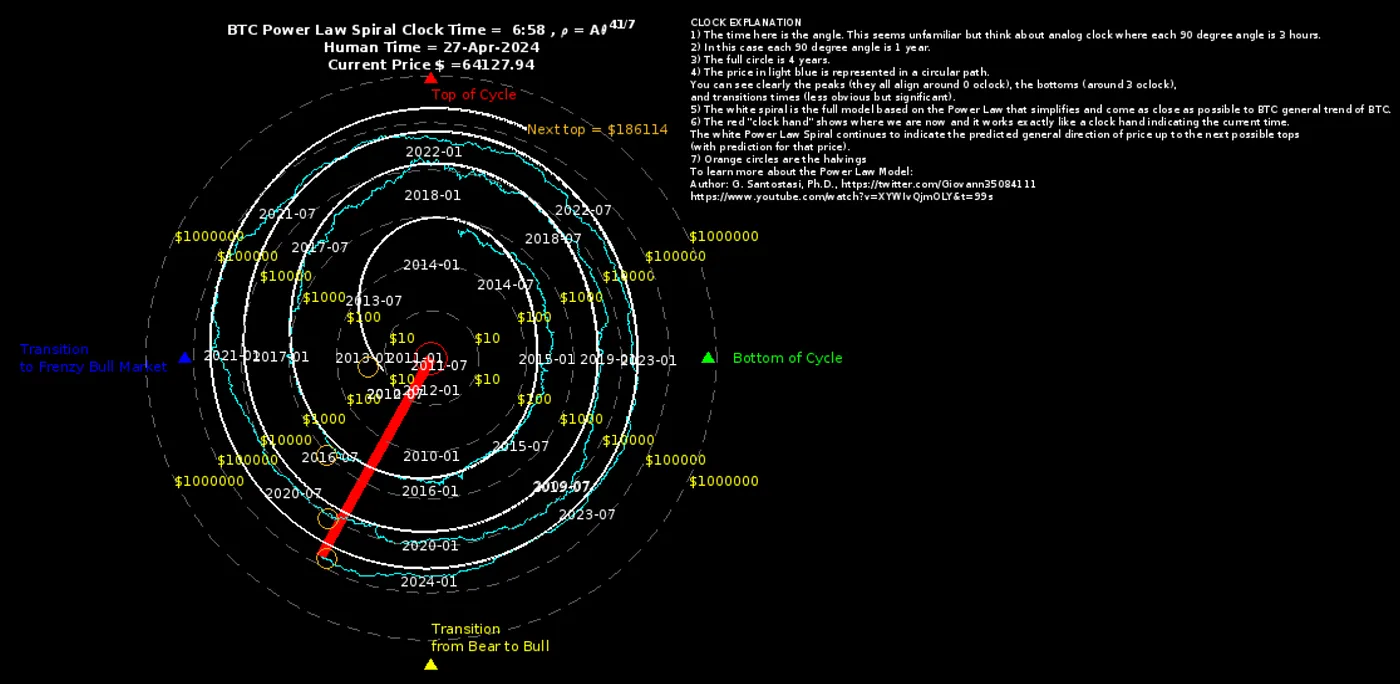 BTC Power Law Spiral Clock Time = 6:58 , ρ = Aθ^41/7
Human Time = 27-Apr-2024
Current Price $ =64127.94
CLOCK EXPLANATION
1) The time here is the angle. This seems unfamiliar but think about analog clock where each 90 degree angle is 3 hours.
2) In this case each 90 degree angle is 1 year.
3) The full circle is 4 years.
4) The price in light blue is represented in a circular path.
You can see clearly the peaks (they all align around 0 oclock), the bottoms (around 3 oclock),
and transitions times (less obvious but significant).
5) The white spiral is the full model based on the Power Law that simplifies and come as close as possible to BTC general trend of BTC.
6) The red "clock hand" shows where we are now and it works exactly like a clock hand indicating the current time.
The white Power Law Spiral continues to indicate the predicted general direction of price up to the next possible tops
(with prediction for that price).
7) Orange circles are the halvings
To learn more about the Power Law Model:
Author: G. Santostasi, Ph.D., https://twitter.com/Giovann35084111
https://www.youtube.com/watch?v=XYWIvQjmOLY&t=99s
Top of Cycle
Next top = $186114
2022-01
2018-01
2021-07
2022-07
$1000000
$1000000
2017-07
2018-07
$100000
$100000
2014-01
$10000
$10000
2014-07
$1000
$1000
2013-07
$100
$100
$10
$10
Transition
to Frenzy Bull Market
2021-01
2017-01
2013-01
2011-01
2015-01
2019-01
2023-01
Bottom of Cycle
2011-07
$10
$10
2012-07
2012-01
$100
$100
$1000
$1000
$10000
$10000
2015-07
2016-07
2010-01
$100000
$100000
$1000000
$1000000
2020-07
2016-01
2019-07
2023-07
2020-01
2024-01
Transition
from Bear to Bull